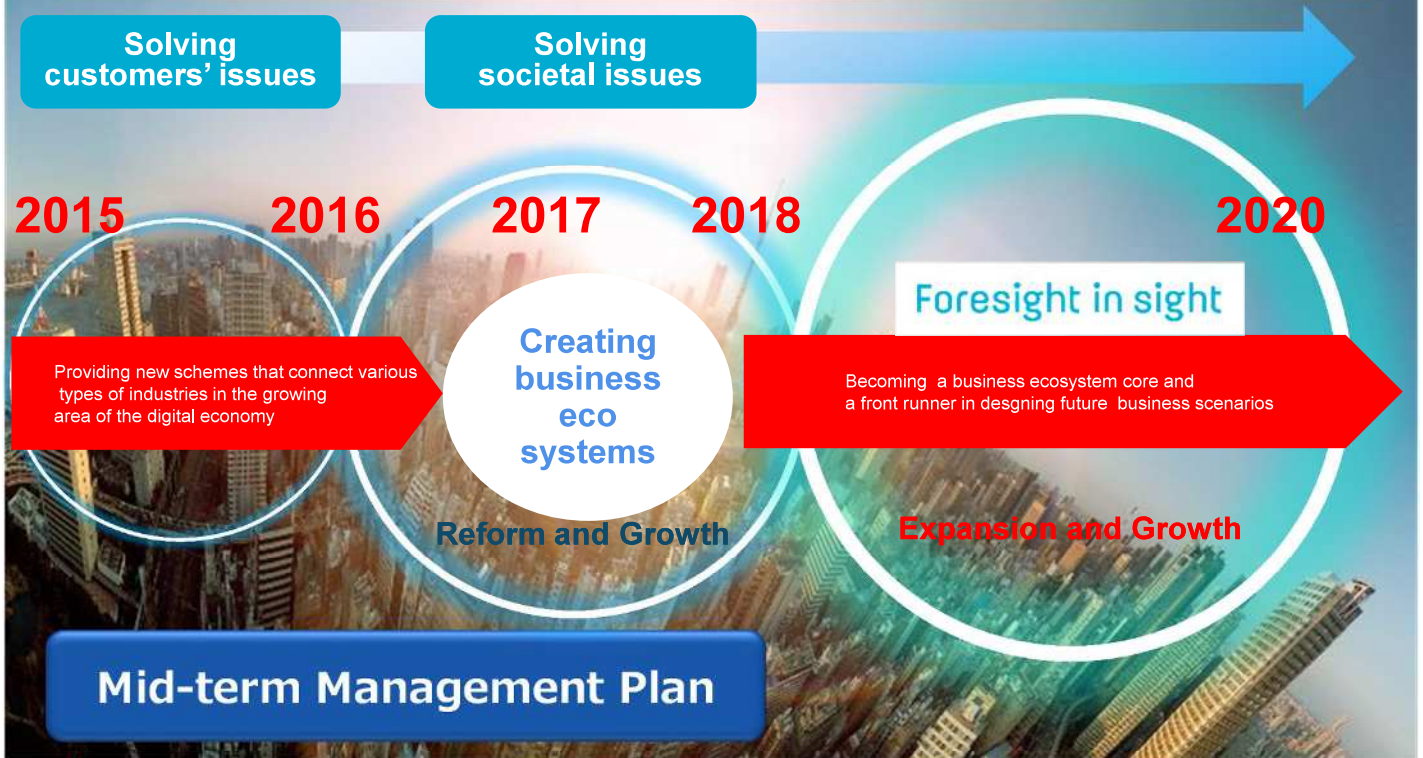 Solving
customers’ issues
Solving
societal issues
2015
2016
2017
2018
2020
Foresight in sight
Providing new schemes that connect various
types of industries in the growing
area of the digital economy
Creating
business
eco
systems
Becoming a business ecosystem core and
a front runner in desgning future business scenarios
Reform and Growth
Expansion and Growth
Mid-term Management Plan